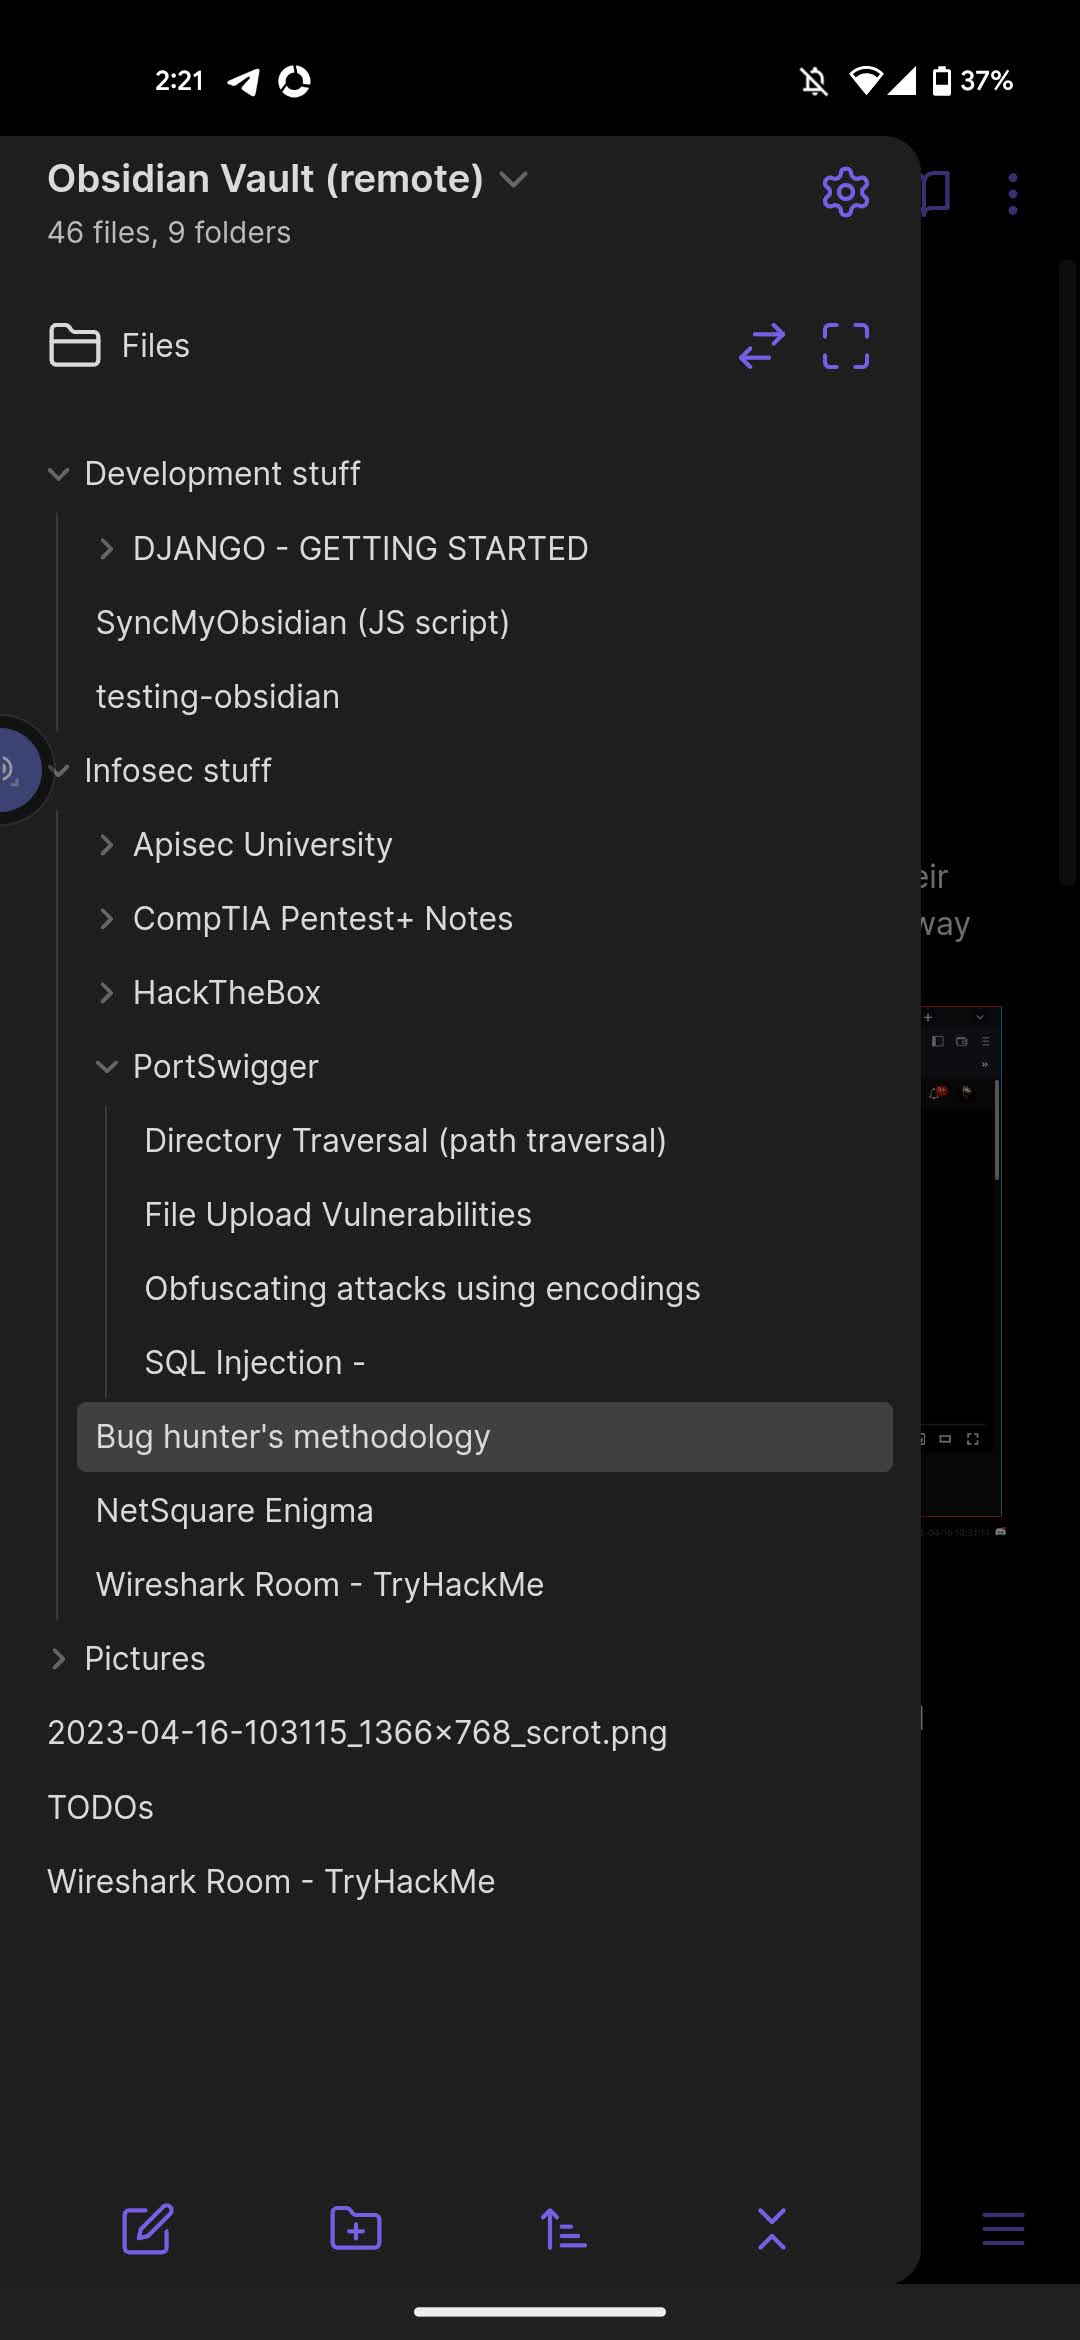 2:21
37%
Obsidian Vault (remote)
46 files, 9 folders
Files
Development stuff
DJANGO - GETTING STARTED
SyncMyObsidian (JS script)
testing-obsidian
Infosec stuff
Apisec University
eir
CompTIA Pentest+ Notes
way
HackTheBox
PortSwigger
Directory Traversal (path traversal)
File Upload Vulnerabilities
Obfuscating attacks using encodings
SQL Injection -
Bug hunter's methodology
NetSquare Enigma
Wireshark Room - TryHackMe
Pictures
2023-04-16-103115_1366×768_scrot.png
TODOs
Wireshark Room - TryHackMe